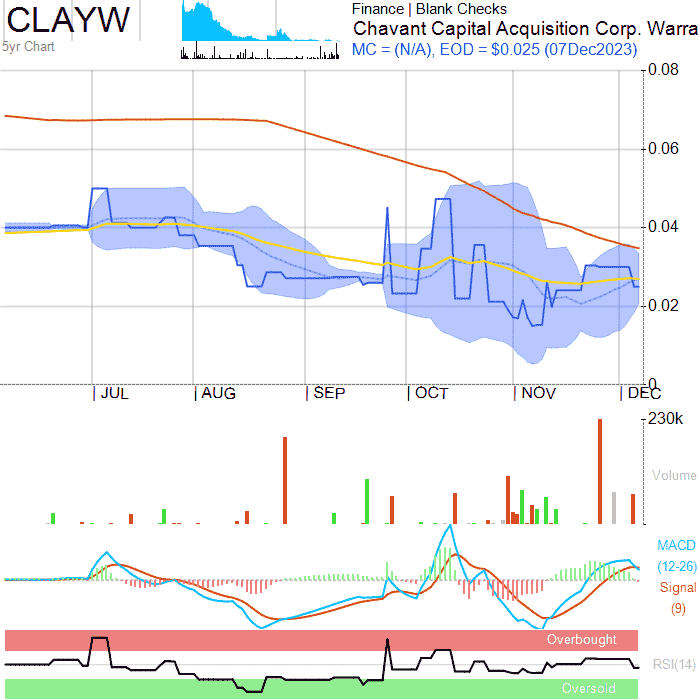 CLAYW
5yr Chart
Finance | Blank Checks
Chavant Capital Acquisition Corp. Warra
MC = (N/A), EOD = $0.025 (07Dec2023)
0.08
0.06
0.04
0.02
0
JUL AUG SEP OCT NOV DEC
230k
Volume
MACD
(12-26)
Signal
(9)
Overbought
RSI(14)
Oversold